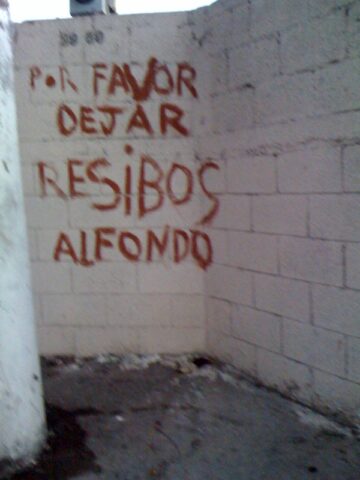 POR FAVOR
DEJAR
RESiBOS
ALFONDO